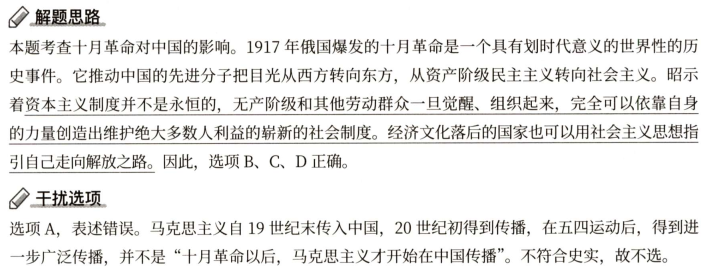 解题思路
本题考查十月革命对中国的影响。1917 年俄国爆发的十月革命是一个具有划时代意义的世界性的历
史事件。它推动中国的先进分子把目光从西方转向东方，从资产阶级民主主义转向社会主义。昭示
着资本主义制度并不是永恒的，无产阶级和其他劳动群众一旦觉醒、组织起来，完全可以依靠自身
的力量创造出维护绝大多数人利益的崭新的社会制度。经济文化落后的国家也可以用社会主义思想指
引自己走向解放之路。因此，选项 B、C、D 正确。
干扰选项
选项 A，表述错误。马克思主义自 19 世纪末传入中国，20 世纪初得到传播，在五四运动后，得到进
一步广泛传播，并不是“十月革命以后，马克思主义才开始在中国传播”。不符合史实，故不选。